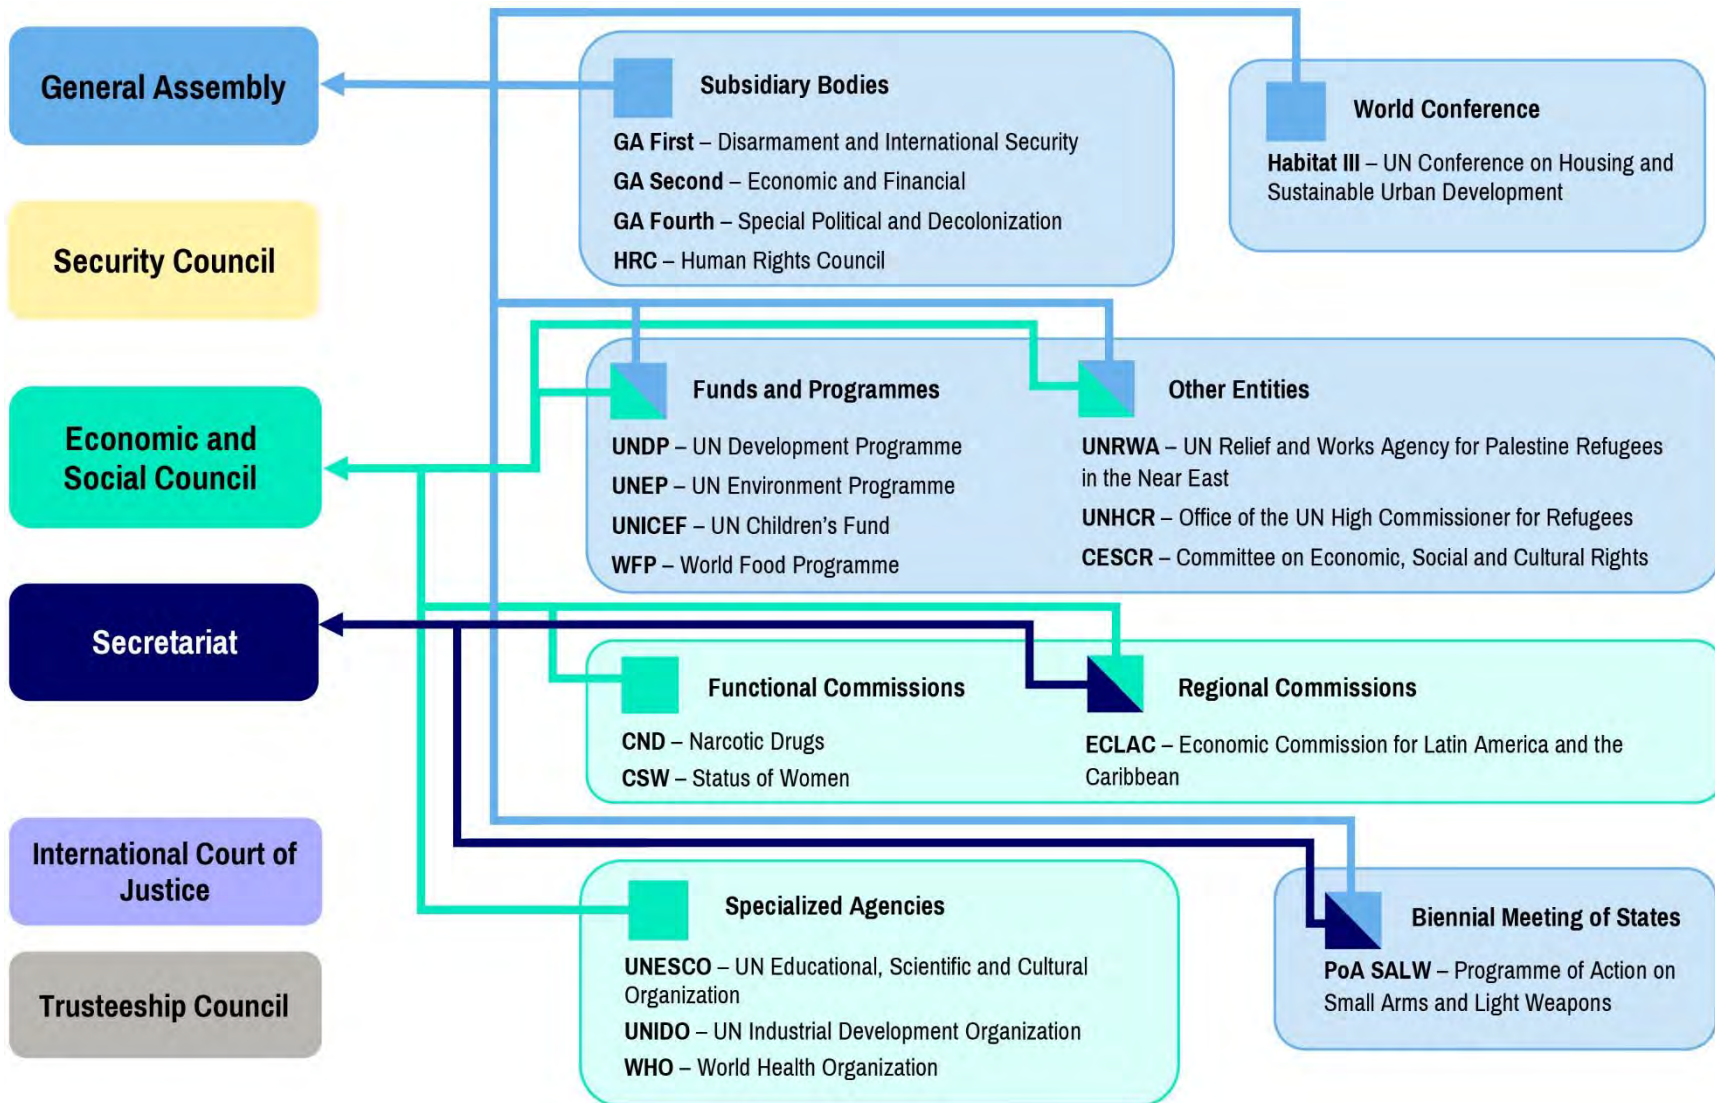 General Assembly
Security Council
Economic and
Social Council
Secretariat
International Court of
Justice
Trusteeship Council
Subsidiary Bodies
GA First – Disarmament and International Security
GA Second – Economic and Financial
GA Fourth – Special Political and Decolonization
HRC – Human Rights Council
World Conference
Habitat III – UN Conference on Housing and
Sustainable Urban Development
Funds and Programmes
UNDP – UN Development Programme
UNEP – UN Environment Programme
UNICEF – UN Children’s Fund
WFP – World Food Programme
Other Entities
UNRWA – UN Relief and Works Agency for Palestine Refugees
in the Near East
UNHCR – Office of the UN High Commissioner for Refugees
CESCR – Committee on Economic, Social and Cultural Rights
Functional Commissions
CND – Narcotic Drugs
CSW – Status of Women
Regional Commissions
ECLAC – Economic Commission for Latin America and the
Caribbean
Specialized Agencies
UNESCO – UN Educational, Scientific and Cultural
Organization
UNIDO – UN Industrial Development Organization
WHO – World Health Organization
Biennial Meeting of States
PoA SALW – Programme of Action on
Small Arms and Light Weapons